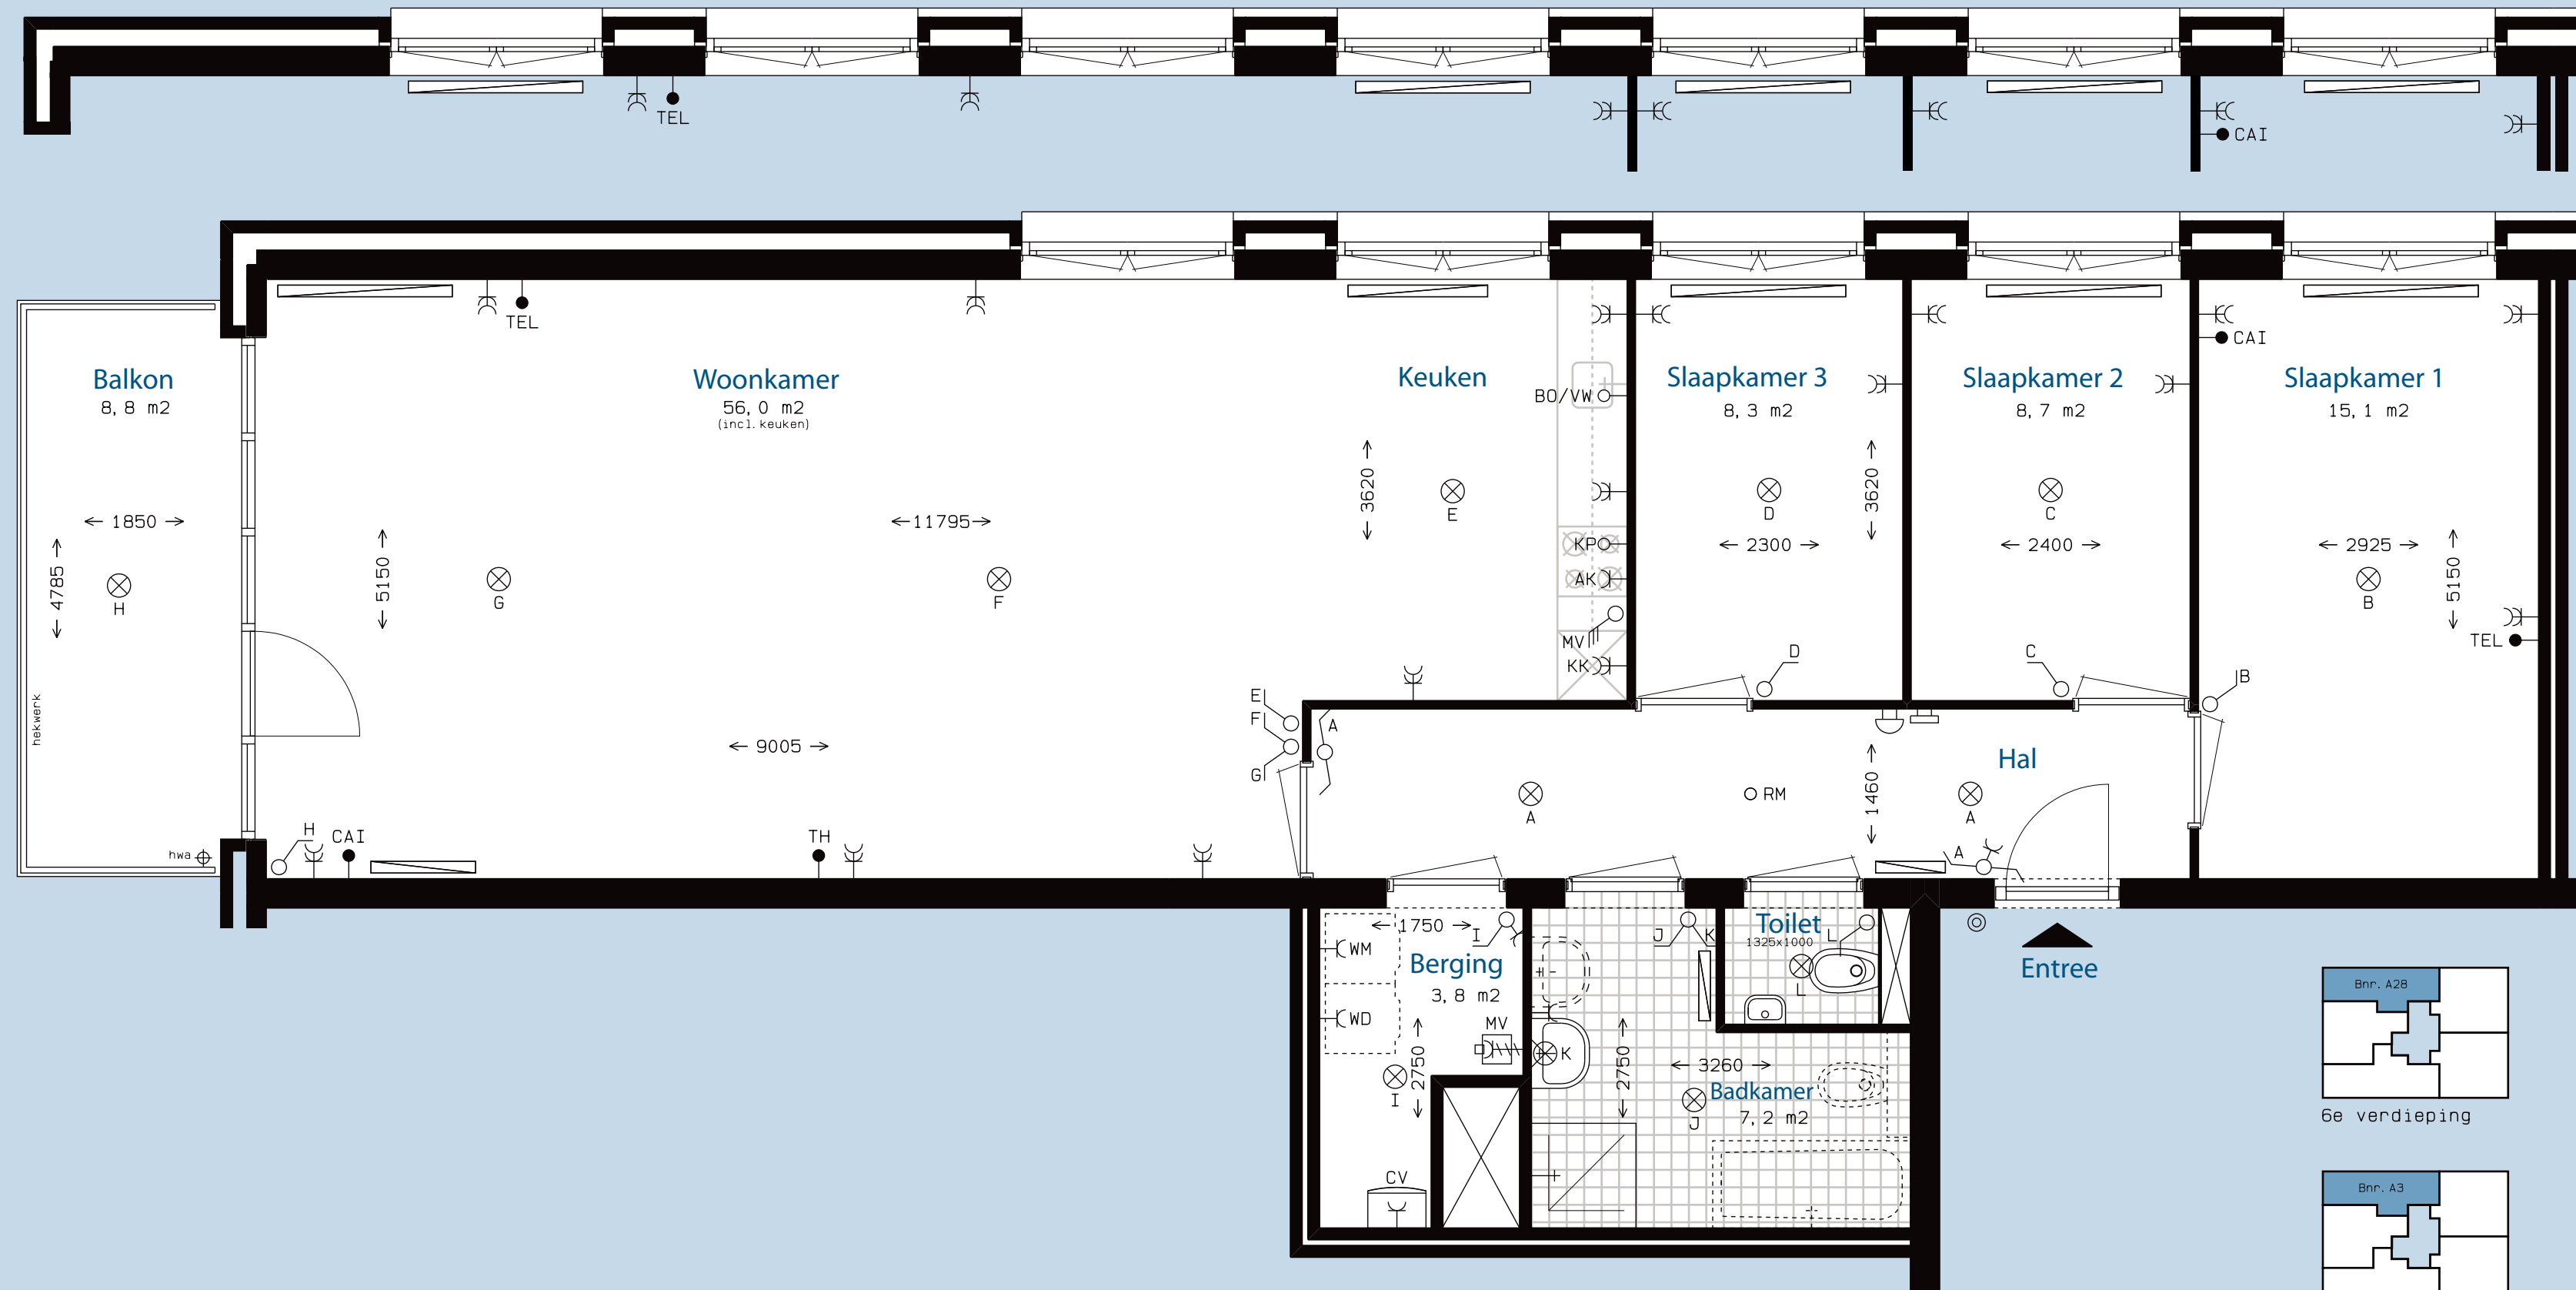 TEL
CAI
TEL
CAI
Balkon
8,8 m2
Woonkamer
56,0 m2
(incl. keuken)
Keuken
Slaapkamer 3
8,3 m2
Slaapkamer 2
8,7 m2
Slaapkamer 1
15,1 m2
BO/VW
3620
E
D
3620
C
1850
11795
2300
2400
2925
4785
H
5150
G
F
KP
AK
B
5150
MV
KK
TEL
D
C
B
hekwerk
E
F
G
A
9005
Hal
A
RM
1460
A
H
CAI
TH
hwa
A
1750
I
J
K
Toilet
1325x1000
L
WM
Berging
3,8 m2
L
Entree
WD
MV
2750
K
2750
3260
I
Badkamer
7,2 m2
J
CV
Bnr. A28
6e verdieping
Bnr. A3